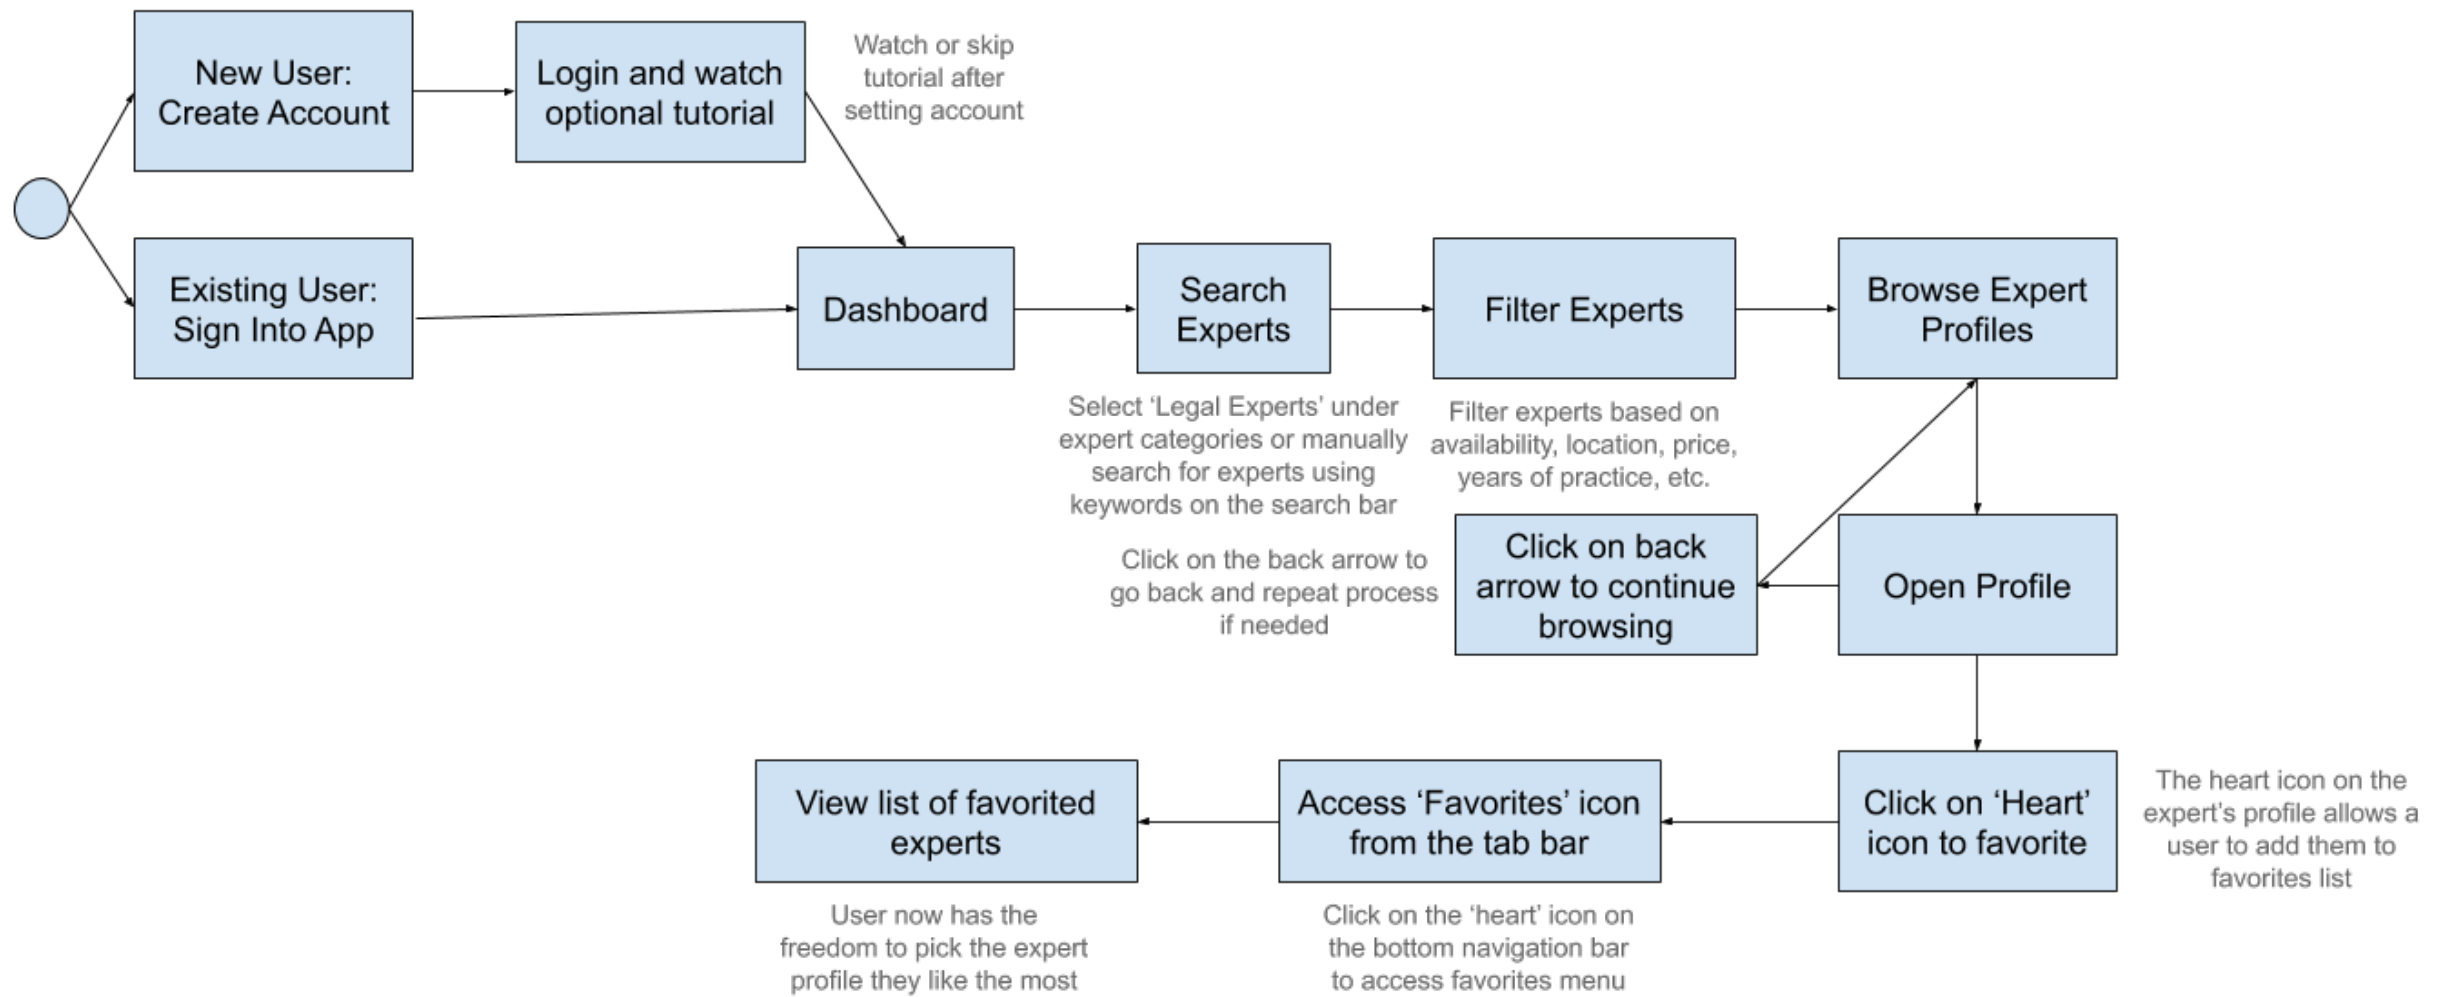 New User:
Create Account
Login and watch
optional tutorial
Watch or skip
tutorial after
setting account
Existing User:
Sign Into App
Dashboard
Search
Experts
Filter Experts
Browse Expert
Profiles
Select ‘Legal Experts’ under
expert categories or manually
search for experts using
keywords on the search bar
Filter experts based on
availability, location, price,
years of practice, etc.
Click on the back arrow to
go back and repeat process
if needed
Click on back
arrow to continue
browsing
Open Profile
View list of favorited
experts
Access ‘Favorites’ icon
from the tab bar
Click on ‘Heart’
icon to favorite
The heart icon on the
expert's profile allows a
user to add them to
favorites list
User now has the
freedom to pick the expert
profile they like the most
Click on the ‘heart’ icon on
the bottom navigation bar
to access favorites menu